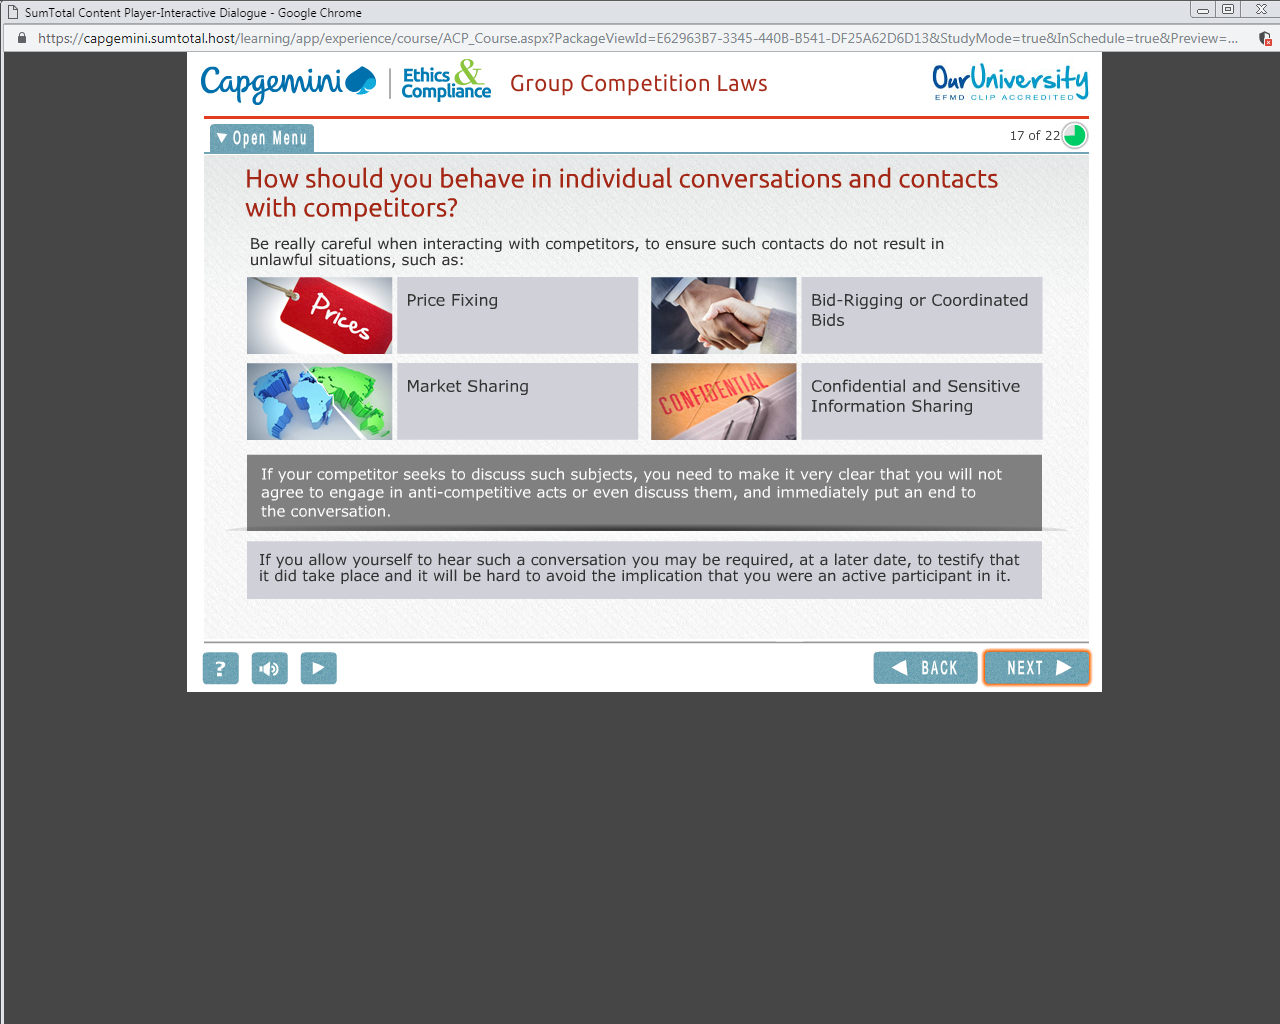 SumTotal Content Player-Interactive Dialogue - Google Chrome
https://capgemini.sumtotal.host/learning/app/experience/course/ACP_Course.aspx?PackageViewId=E62963B7-3345-440B-B541-DF25A62D6D13&StudyMode=true&InSchedule=true&Preview=...
Capgemini
Ethics &
Compliance
Group Competition Laws
OurUniversity
EFMD CLIP ACCREDITED
Open Menu
17 of 22
How should you behave in individual conversations and contacts
with competitors?
Be really careful when interacting with competitors, to ensure such contacts do not result in
unlawful situations, such as:
Prices
Price Fixing
Bid-Rigging or Coordinated
Bids
Market Sharing
CONFIDENTIAL
Confidential and Sensitive
Information Sharing
If your competitor seeks to discuss such subjects, you need to make it very clear that you will not
agree to engage in anti-competitive acts or even discuss them, and immediately put an end to
the conversation.
If you allow yourself to hear such a conversation you may be required, at a later date, to testify that
it did take place and it will be hard to avoid the implication that you were an active participant in it.
?
BACK
NEXT